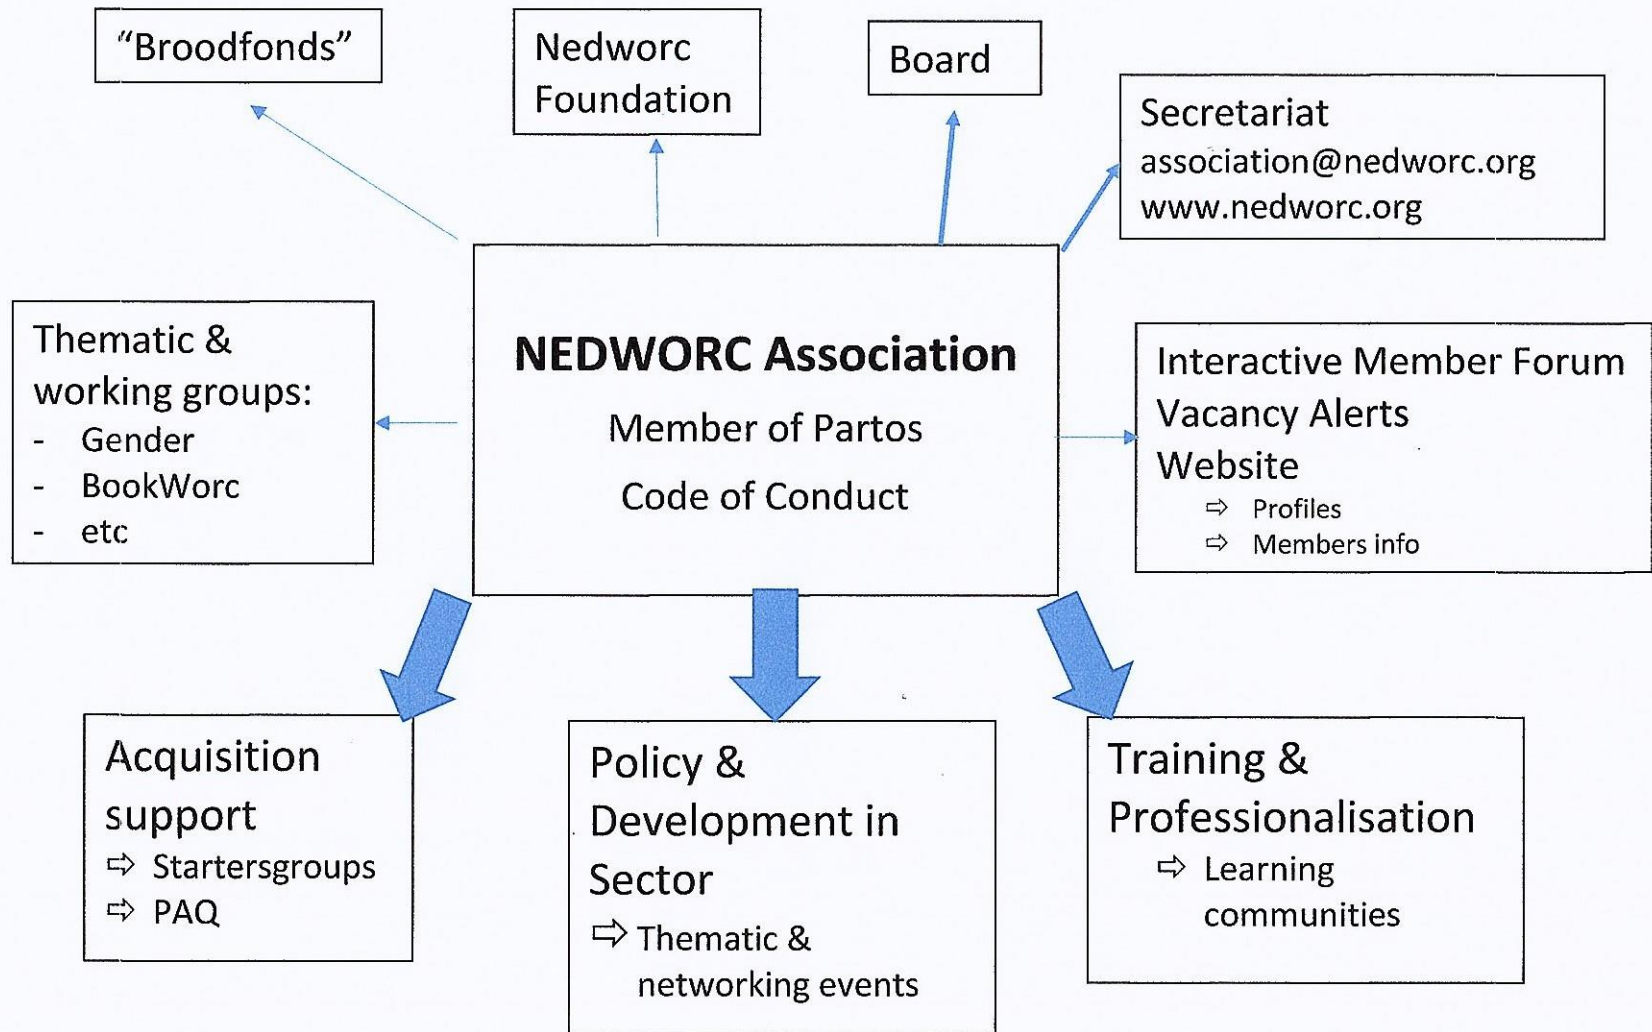 "Broodfonds"
Nedworc
Foundation
Board
Secretariat
association@nedworc.org
www.nedworc.org
Thematic &
working groups:
- Gender
- BookWorc
- etc
NEDWORC Association
Member of Partos
Code of Conduct
Interactive Member Forum
Vacancy Alerts
Website
⇨ Profiles
⇨ Members info
Acquisition
support
⇨ Startersgroups
⇨ PAQ
Policy &
Development in
Sector
⇨ Thematic &
networking events
Training &
Professionalisation
⇨ Learning
communities